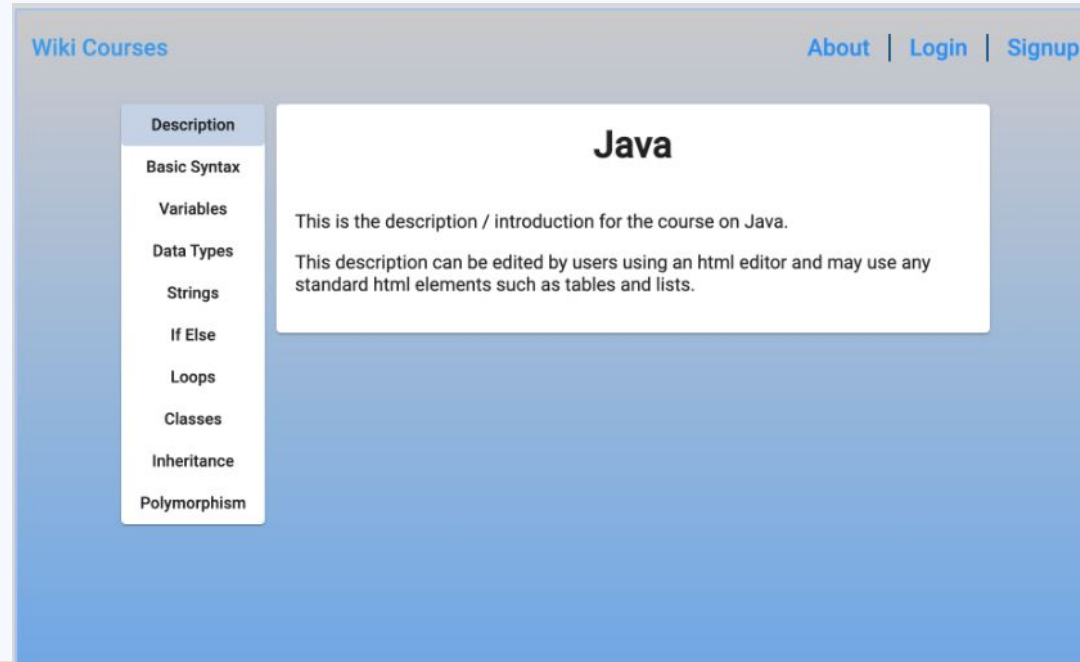 Wiki Courses
About | Login | Signup
Description
Basic Syntax
Variables
Data Types
Strings
If Else
Loops
Classes
Inheritance
Polymorphism
Java
This is the description / introduction for the course on Java.
This description can be edited by users using an html editor and may use any
standard html elements such as tables and lists.